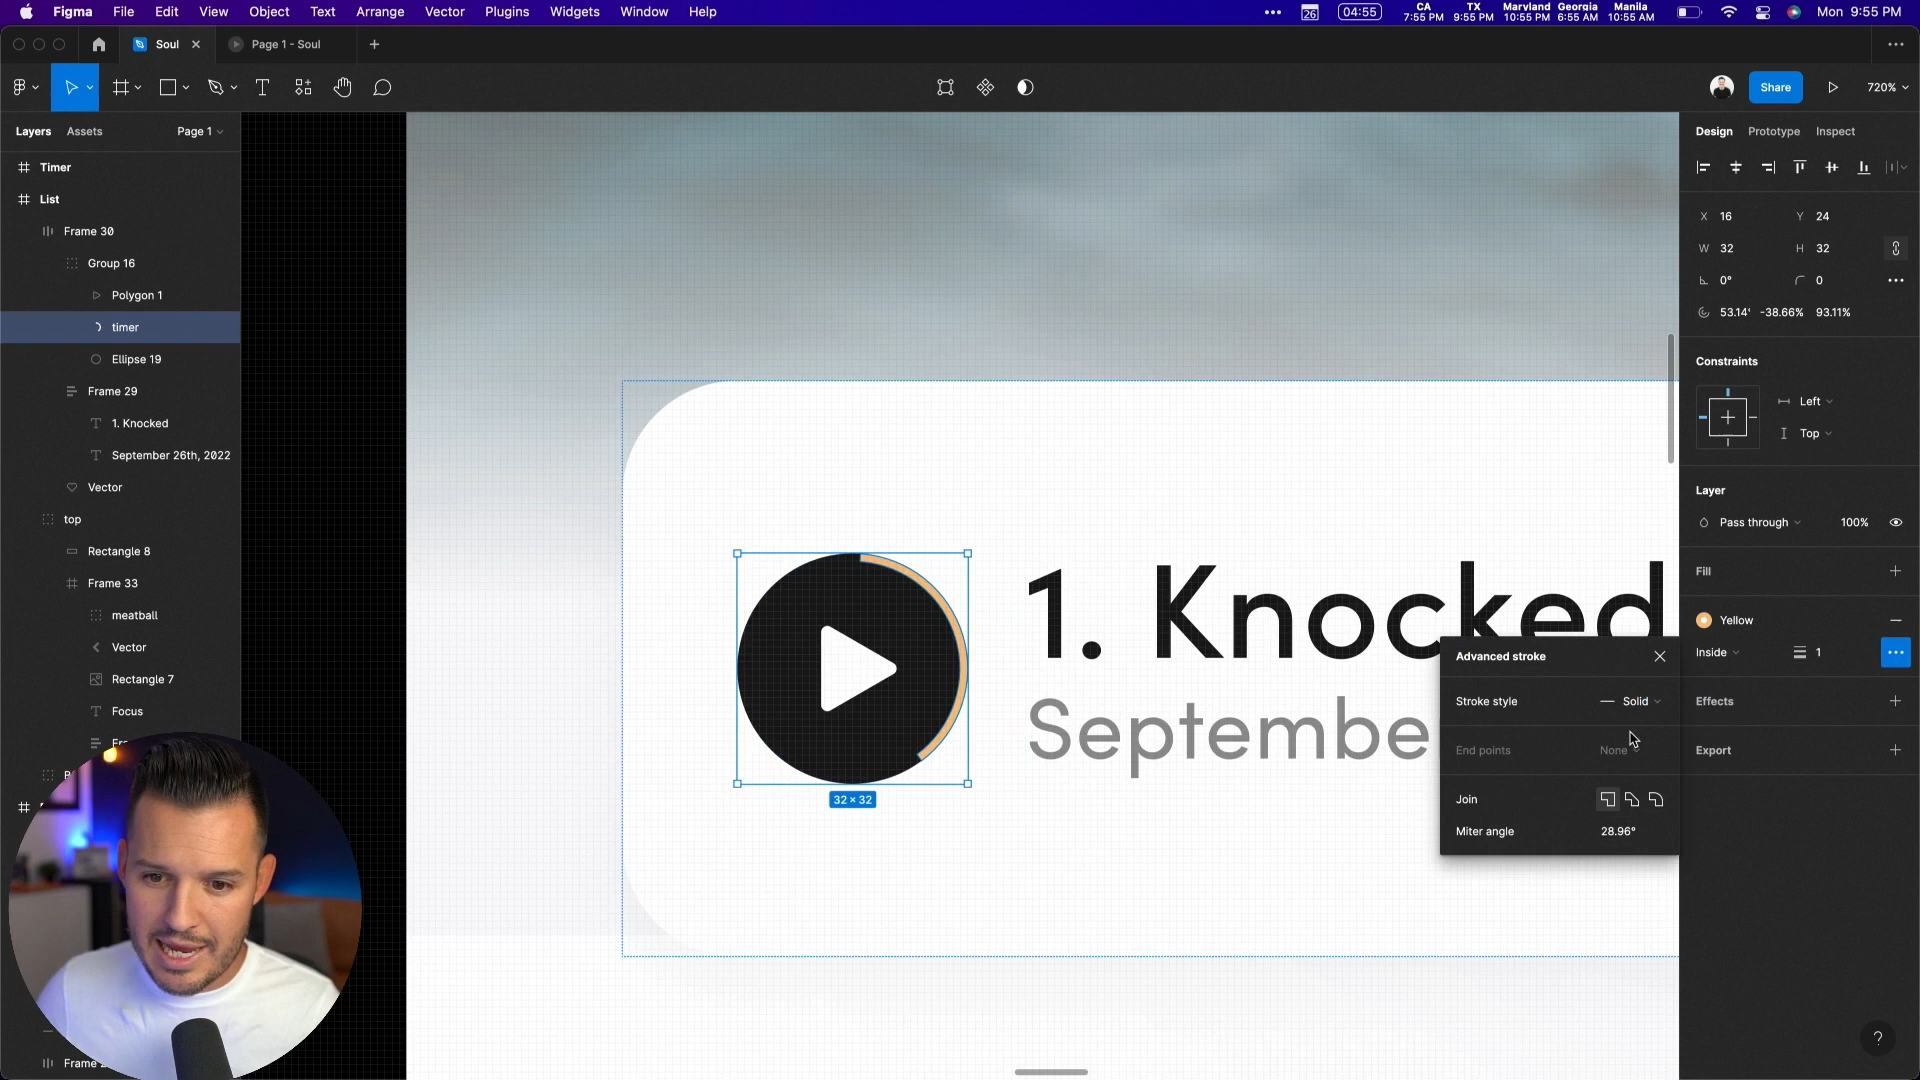 Figma File Edit View Object Text Arrange Vector Plugins Widgets Window Help
26
04:55
CA
7:55 PM
TX
9:55 PM
Maryland
10:55 PM
Georgia
6:55 AM
Manila
10:55 AM
Mon 9:55 PM
Soul
Page 1 - Soul
Share
720%
Layers
Assets
Page 1
Design
Prototype
Inspect
Timer
List
Frame 30
Group 16
Polygon 1
timer
Ellipse 19
Frame 29
1. Knocked
September 26th, 2022
Vector
top
Rectangle 8
Frame 33
meatball
Vector
Rectangle 7
Focus
Frame
1. Knocked
Septembe
32 × 32
Advanced stroke
Stroke style
Solid
End points
None
Join
Miter angle
28.96°
X 16
Y 24
W 32
H 32
0°
0
53.14° -38.66% 93.11%
Constraints
Left
Top
Layer
Pass through
100%
Fill
Yellow
Inside
1
Effects
Export
?